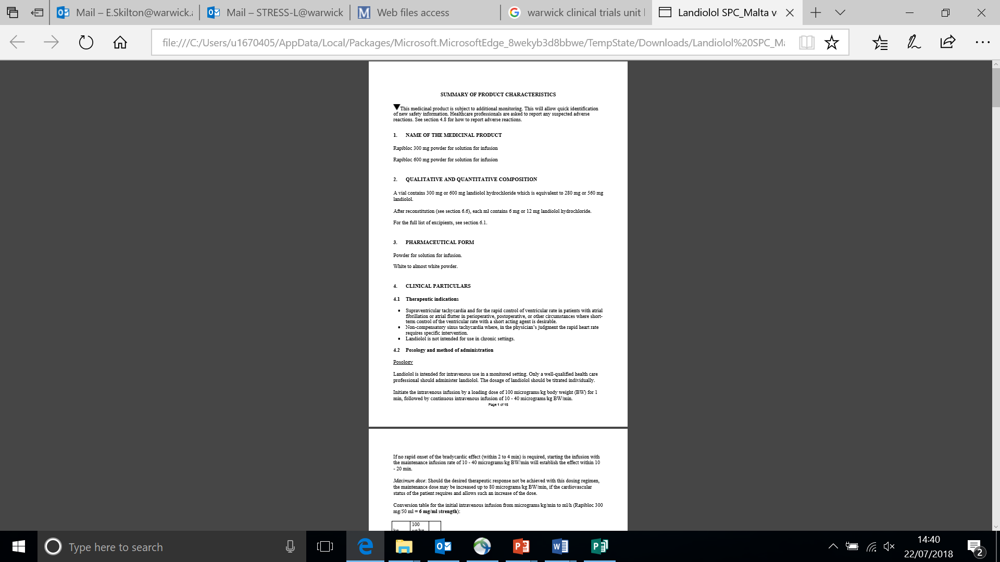 Mail – E.Skilton@warwick.a
Mail – STRESS-L@warwick
Web files access
warwick clinical trials unit l
Landiolol SPC_Malta v
file:///C:/Users/u1670405/AppData/Local/Packages/Microsoft.MicrosoftEdge_8wekyb3d8bbwe/TempState/Downloads/Landiolol%20SPC_Ma
SUMMARY OF PRODUCT CHARACTERISTICS
▼This medicinal product is subject to additional monitoring. This will allow quick identification
of new safety information. Healthcare professionals are asked to report any suspected adverse
reactions. See section 4.8 for how to report adverse reactions.
1. NAME OF THE MEDICINAL PRODUCT
Rapibloc 300 mg powder for solution for infusion
Rapibloc 600 mg powder for solution for infusion
2. QUALITATIVE AND QUANTITATIVE COMPOSITION
A vial contains 300 mg or 600 mg landiolol hydrochloride which is equivalent to 280 mg or 560 mg
landiolol.
After reconstitution (see section 6.6), each ml contains 6 mg or 12 mg landiolol hydrochloride.
For the full list of excipients, see section 6.1.
3. PHARMACEUTICAL FORM
Powder for solution for infusion.
White to almost white powder.
4. CLINICAL PARTICULARS
4.1 Therapeutic indications
• Supraventricular tachycardia and for the rapid control of ventricular rate in patients with atrial
fibrillation or atrial flutter in perioperative, postoperative, or other circumstances where short-
term control of the ventricular rate with a short acting agent is desirable.
• Non-compensatory sinus tachycardia where, in the physician's judgment the rapid heart rate
requires specific intervention.
• Landiolol is not intended for use in chronic settings.
4.2 Posology and method of administration
Posology
Landiolol is intended for intravenous use in a monitored setting. Only a well-qualified health care
professional should administer landiolol. The dosage of landiolol should be titrated individually.
Initiate the intravenous infusion by a loading dose of 100 micrograms/kg body weight (BW) for 1
min, followed by continuous intravenous infusion of 10 - 40 micrograms/kg BW/min.
Page 1 of 15
If no rapid onset of the bradycardic effect (within 2 to 4 min) is required, starting the infusion with
the maintenance infusion rate of 10 - 40 micrograms/kg BW/min will establish the effect within 10
- 20 min.
Maximum dose: Should the desired therapeutic response not be achieved with this dosing regimen,
the maintenance dose may be increased up to 80 micrograms/kg BW/min, if the cardiovascular
status of the patient requires and allows such an increase of the dose.
Conversion table for the initial intravenous infusion from micrograms/kg/min to ml/h (Rapibloc 300
mg/50 ml = 6 mg/ml strength):
100
kg µg/kg
Type here to search
14:40
22/07/2018
2